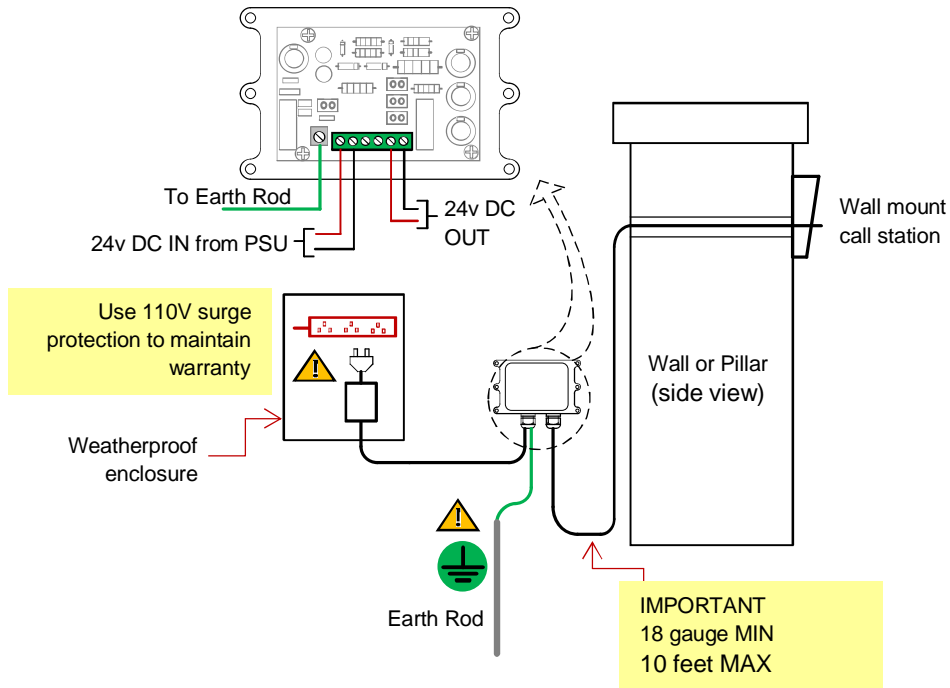 To Earth Rod
24v DC IN from PSU
24v DC
OUT
Wall mount
call station
Use 110V surge
protection to maintain
warranty
Wall or Pillar
(side view)
Weatherproof
enclosure
Earth Rod
IMPORTANT
18 gauge MIN
10 feet MAX